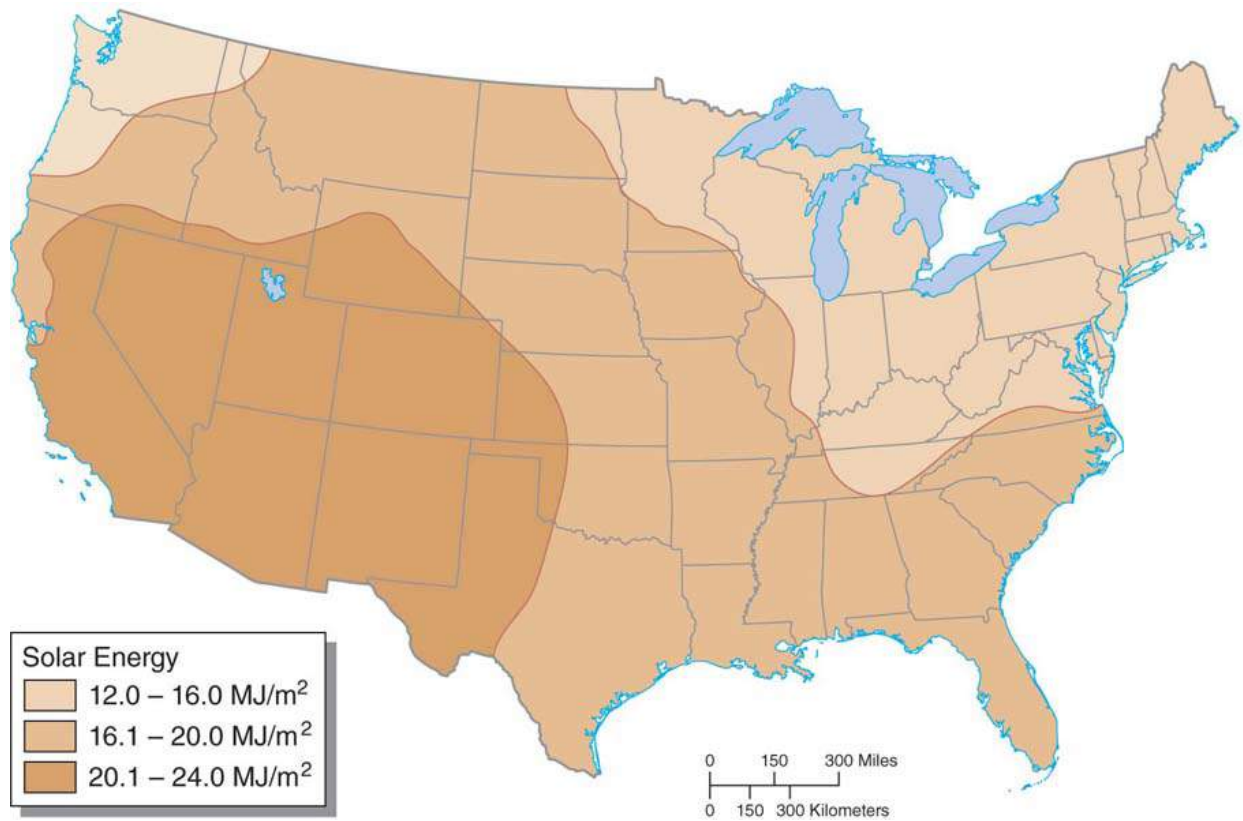 Solar Energy
12.0 – 16.0 MJ/m²
16.1 – 20.0 MJ/m²
20.1 – 24.0 MJ/m²
0 150 300 Miles
0 150 300 Kilometers